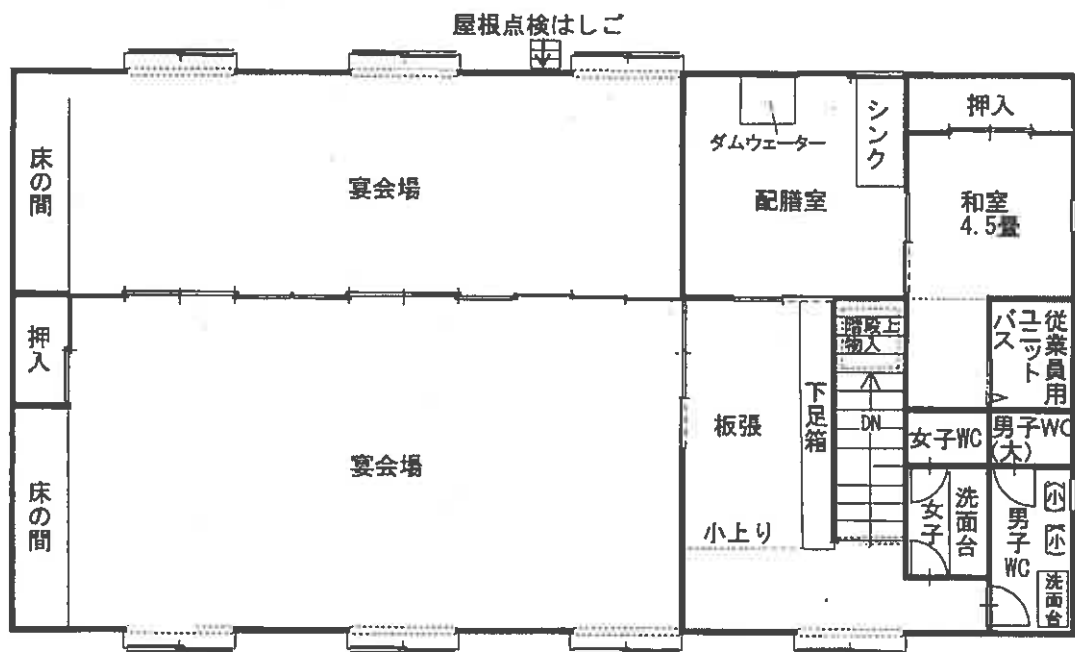 屋根点検はしご
床の間
宴会場
ダムウェーター
シンク
配膳室
押入
和室
4.5畳
押入
階段上
物入
従業員用
ユニット
バス
宴会場
床の間
板張
下足箱
DN
小上り
女子WC
男子WC
(大)
女子
洗面台
男子
WC
(小)
(小)
洗面台